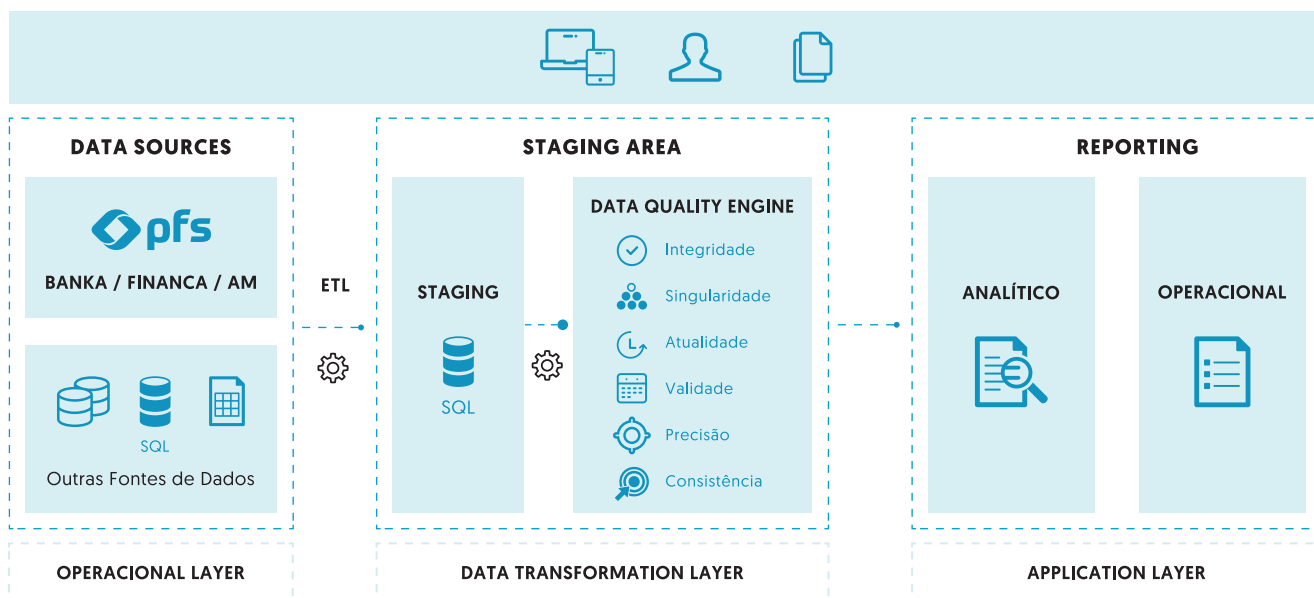 DATA SOURCES
pfs
BANKA / FINANCA / AM
SQL
Outras Fontes de Dados
OPERACIONAL LAYER
ETL
STAGING AREA
STAGING
SQL
DATA QUALITY ENGINE
Integridade
Singularidade
Atualidade
Validade
Precisão
Consistência
DATA TRANSFORMATION LAYER
REPORTING
ANALÍTICO
OPERACIONAL
APPLICATION LAYER